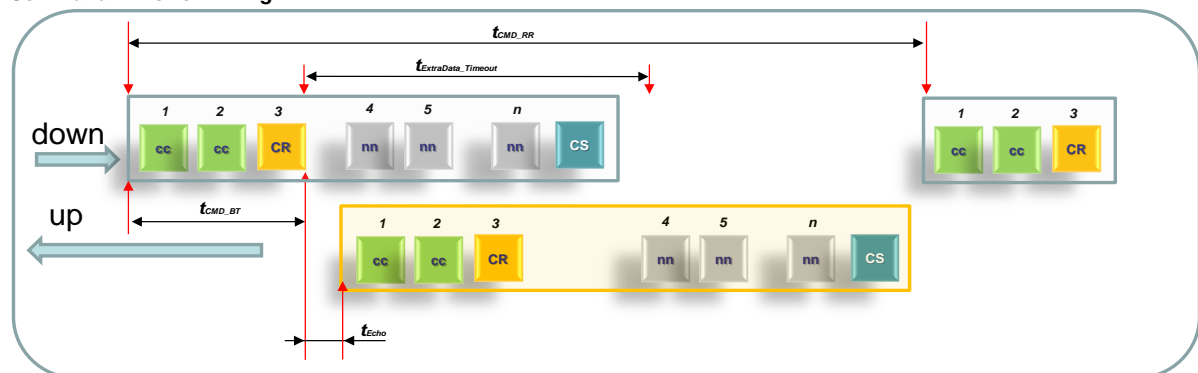 tCMD_RR
tExtraData_Timeout
1 2 3 4 5 n
1 2 3
down
cc cc CR nn nn nn CS
cc cc CR
up
tCMD_BT
1 2 3 4 5 n
cc cc CR nn nn nn CS
tEcho